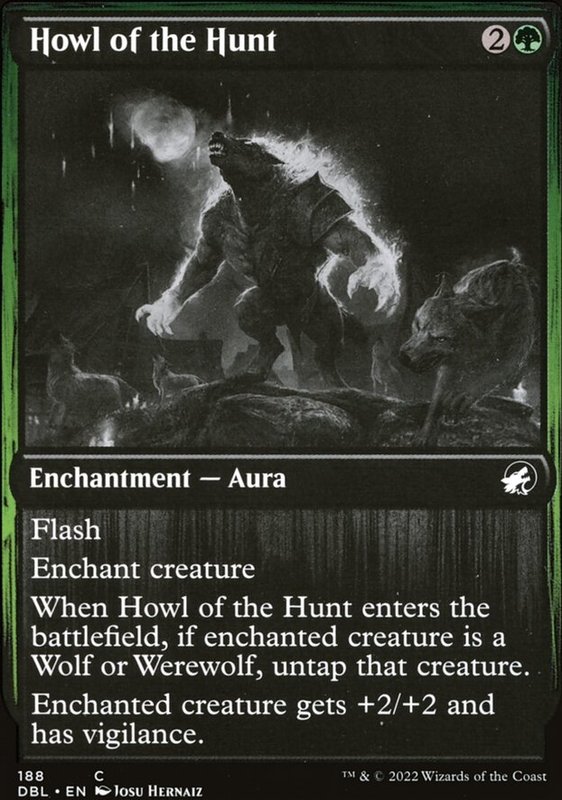 Howl of the Hunt 2
Enchantment — Aura
Flash
Enchant creature
When Howl of the Hunt enters the
battlefield, if enchanted creature is a
Wolf or Werewolf, untap that creature.
Enchanted creature gets +2/+2 and
has vigilance.
188 C
DBL • EN Josu Hernaiz ™ & © 2022 Wizards of the Coast